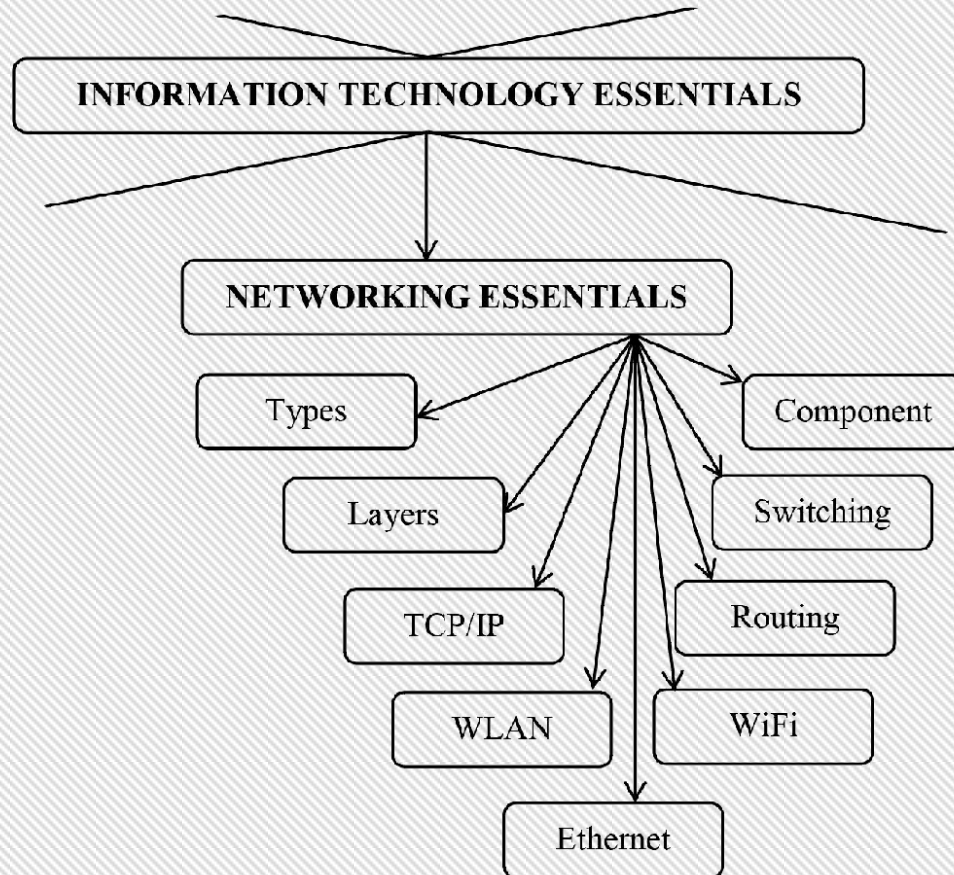 INFORMATION TECHNOLOGY ESSENTIALS
NETWORKING ESSENTIALS
Types
Component
Layers
Switching
TCP/IP
Routing
WLAN
WiFi
Ethernet